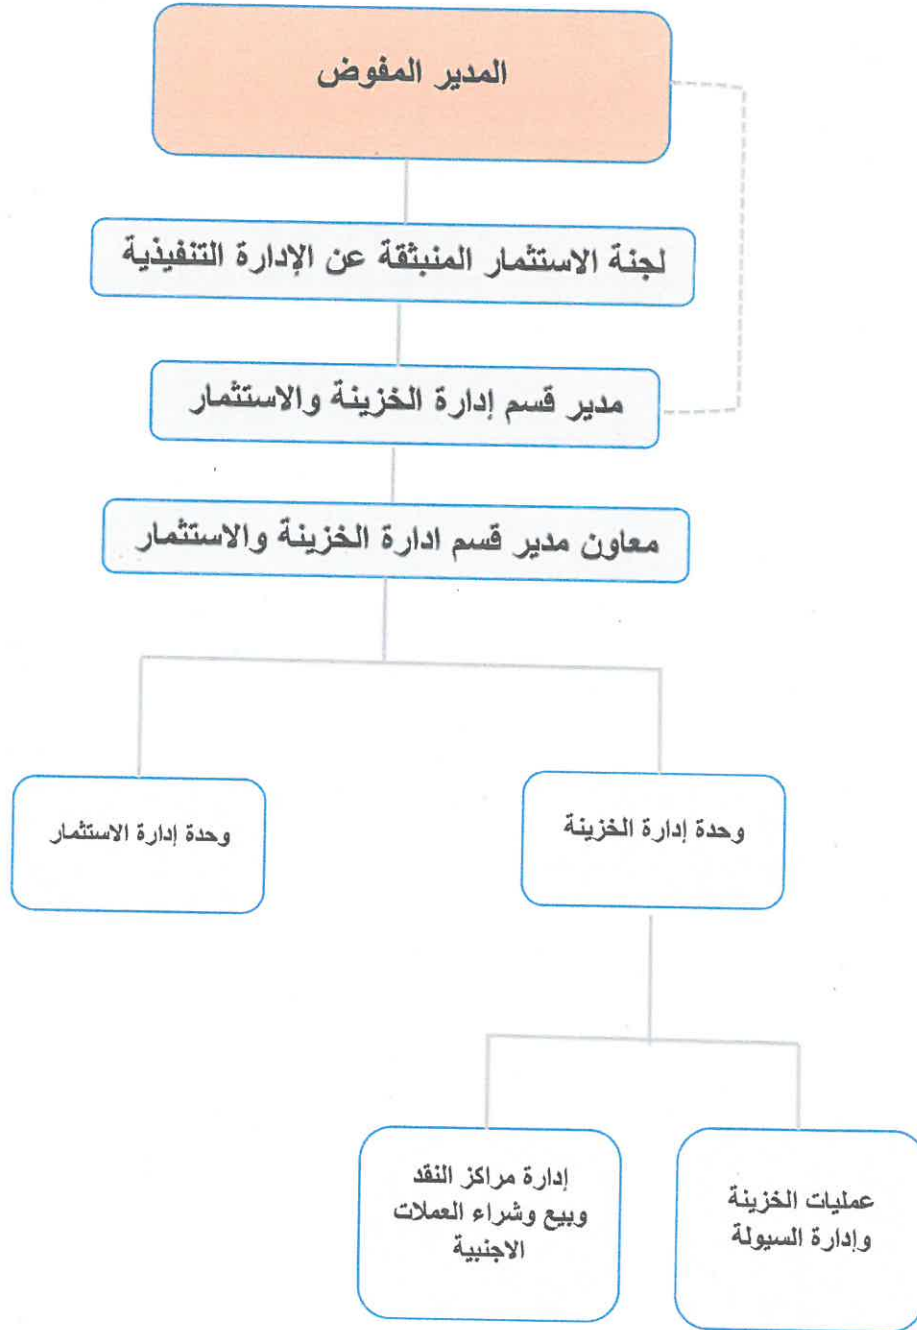 المدير المفوض
لجنة الاستثمار المنبثقة عن الإدارة التنفيذية
مدير قسم إدارة الخزينة والاستثمار
معاون مدير قسم ادارة الخزينة والاستثمار
وحدة إدارة الخزينة
وحدة إدارة الاستثمار
عمليات الخزينة
وإدارة السيولة
إدارة مراكز النقد
وبيع وشراء العملات
الاجنبية